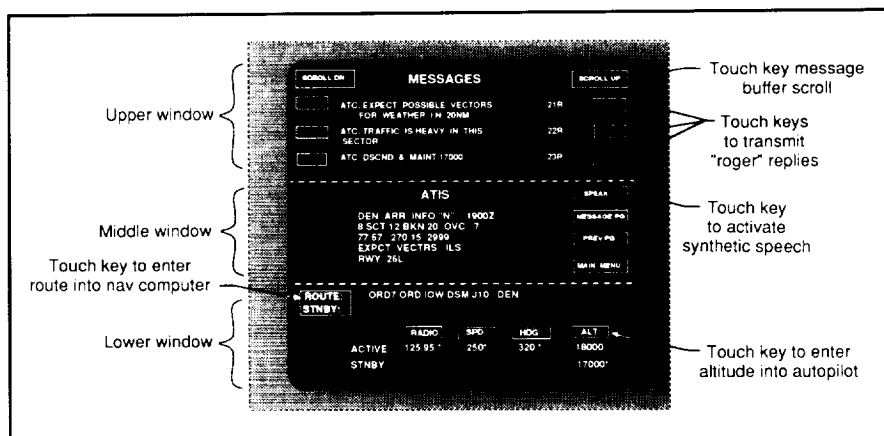 SCROLL DN MESSAGES SCROLL UP
ATC. EXPECT POSSIBLE VECTORS 21R
FOR WEATHER IN 20NM
ATC. TRAFFIC IS HEAVY IN THIS 22R
SECTOR
ATC DSCND & MAINT 17000 23R
ATIS
DEN ARR INFO "N" 1900Z
8 SCT 12 BKN 20 OVC 7
77 67 270 15 2999
EXPCT VECTRS ILS
RWY 26L
SPEAK
MESSAGE PG
PREV PG
MAIN MENU
ROUTE: ORD7 ORD IOW DSM J10 DEN
STNBY*
RADIO SPD HDG ALT
ACTIVE 125 95 * 250* 320 * 18000
STNBY 17000*
Upper window
Middle window
Touch key to enter
route into nav computer
Lower window
Touch key message
buffer scroll
Touch keys
to transmit
"roger" replies
Touch key
to activate
synthetic speech
Touch key to enter
altitude into autopilot